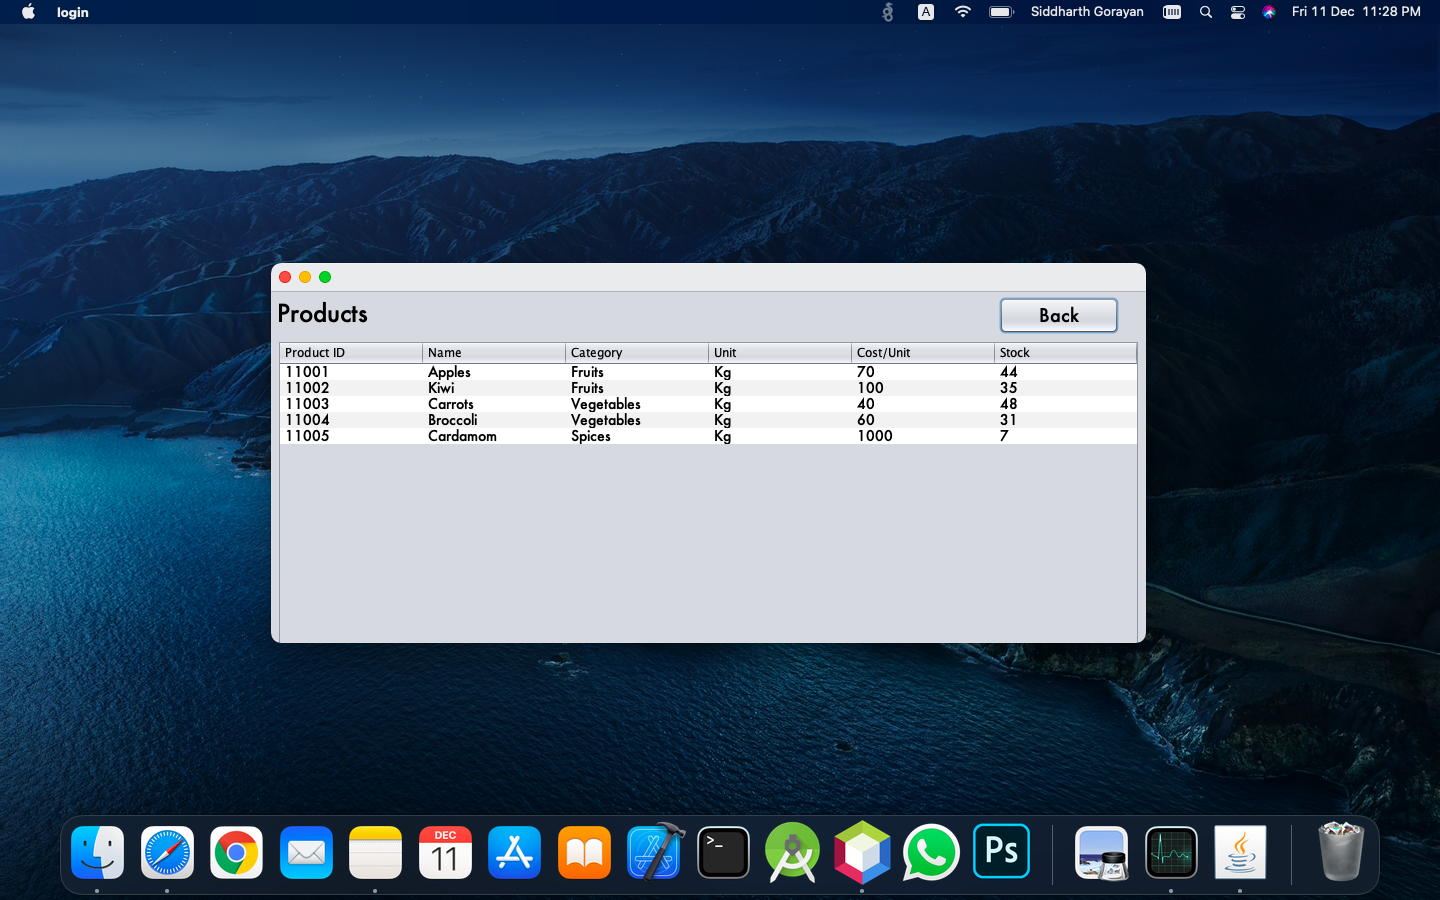 login A Siddharth Gorayan Fri 11 Dec 11:28 PM
Products Back
Product ID Name Category Unit Cost/Unit Stock
11001 Apples Fruits Kg 70 44
11002 Kiwi Fruits Kg 100 35
11003 Carrots Vegetables Kg 40 48
11004 Broccoli Vegetables Kg 60 31
11005 Cardamom Spices Kg 1000 7
DEC
11
>_
Ps